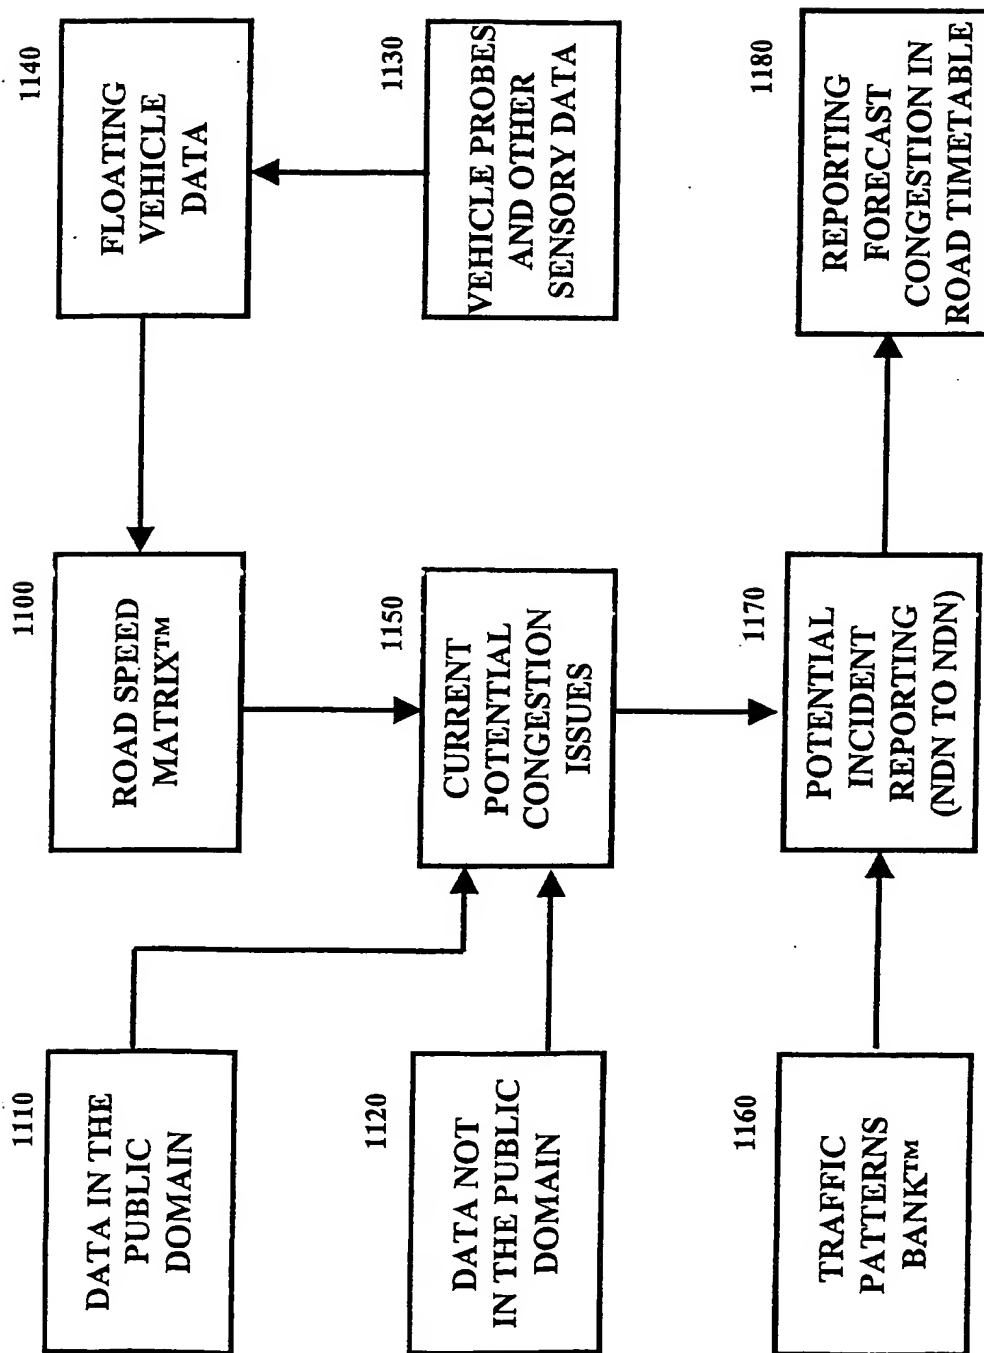 1110
DATA IN THE
PUBLIC
DOMAIN
1100
ROAD SPEED
MATRIX™
1140
FLOATING
VEHICLE
DATA
1120
DATA NOT
IN THE PUBLIC
DOMAIN
1150
CURRENT
POTENTIAL
CONGESTION
ISSUES
1130
VEHICLE PROBES
AND OTHER
SENSORY DATA
1160
TRAFFIC
PATTERNS
BANK™
1170
POTENTIAL
INCIDENT
REPORTING
(NDN TO NDN)
1180
REPORTING
FORECAST
CONGESTION IN
ROAD TIMETABLE